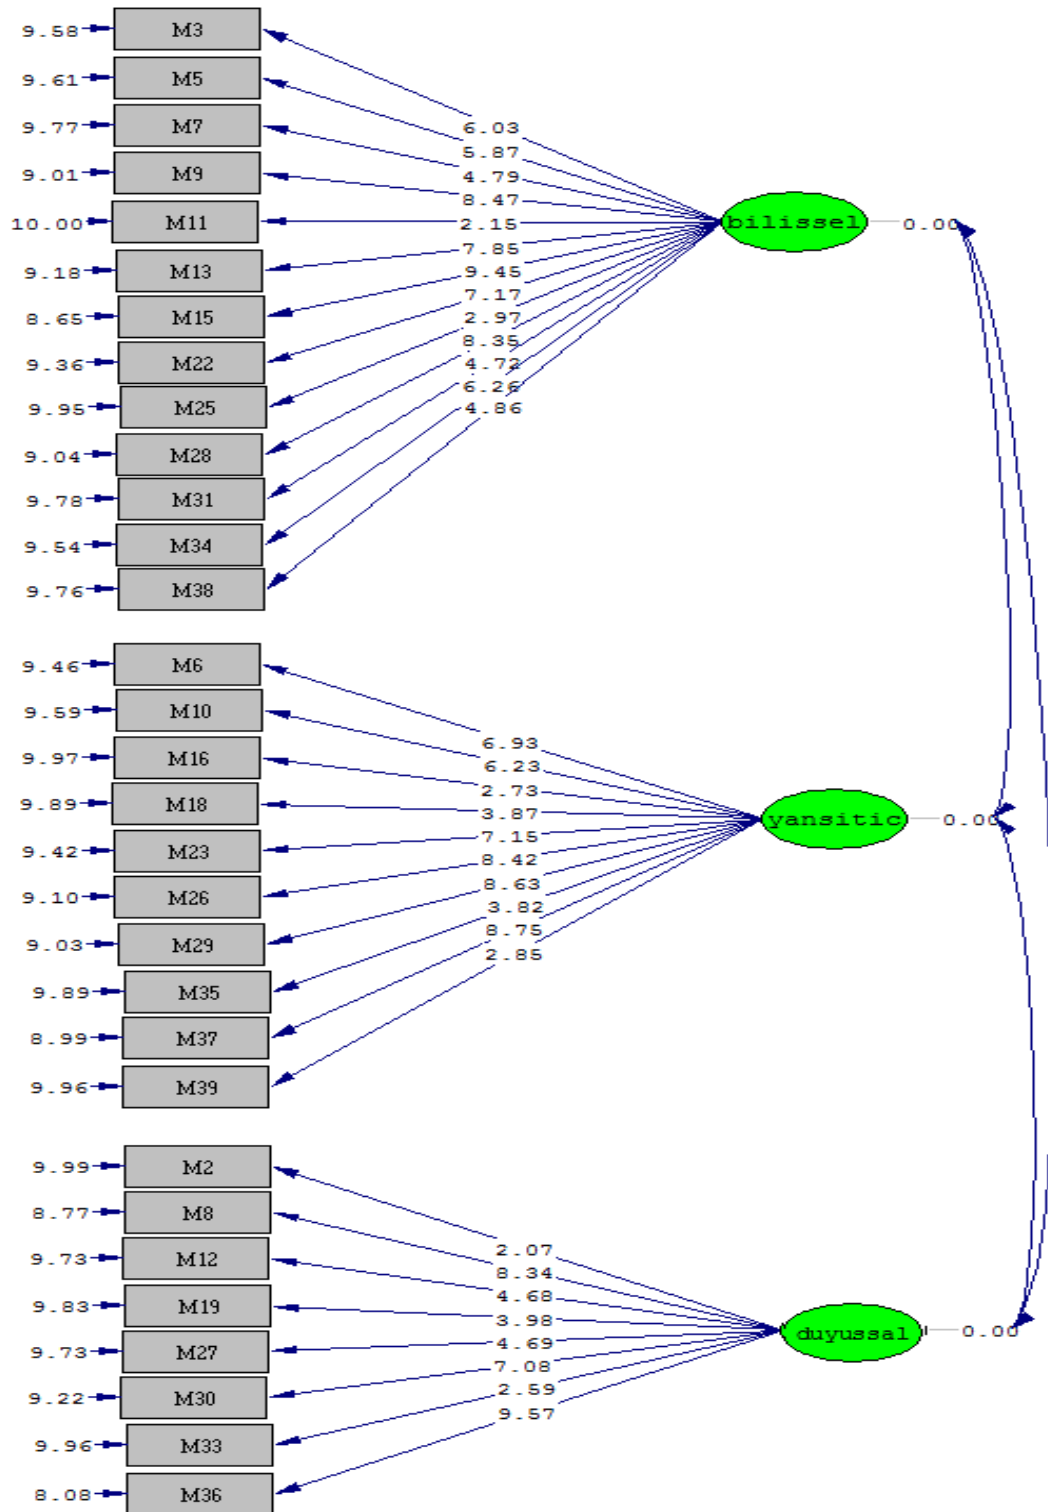 9.58 M3
9.61 M5
9.77 M7
9.01 M9
10.00 M11
9.18 M13
8.65 M15
9.36 M22
9.95 M25
9.04 M28
9.78 M31
9.54 M34
9.76 M38
6.03
5.87
4.79
8.47
2.15
7.85
9.45
7.17
2.97
8.35
4.72
6.26
4.86
bilissel 0.00
9.46 M6
9.59 M10
9.97 M16
9.89 M18
9.42 M23
9.10 M26
9.03 M29
9.89 M35
8.99 M37
9.96 M39
6.93
6.23
2.73
3.87
7.15
8.42
8.63
3.82
8.75
2.85
yansitic 0.00
9.99 M2
8.77 M8
9.73 M12
9.83 M19
9.73 M27
9.22 M30
9.96 M33
8.08 M36
2.07
8.34
4.68
3.98
4.69
7.08
2.59
9.57
duyussal 0.00